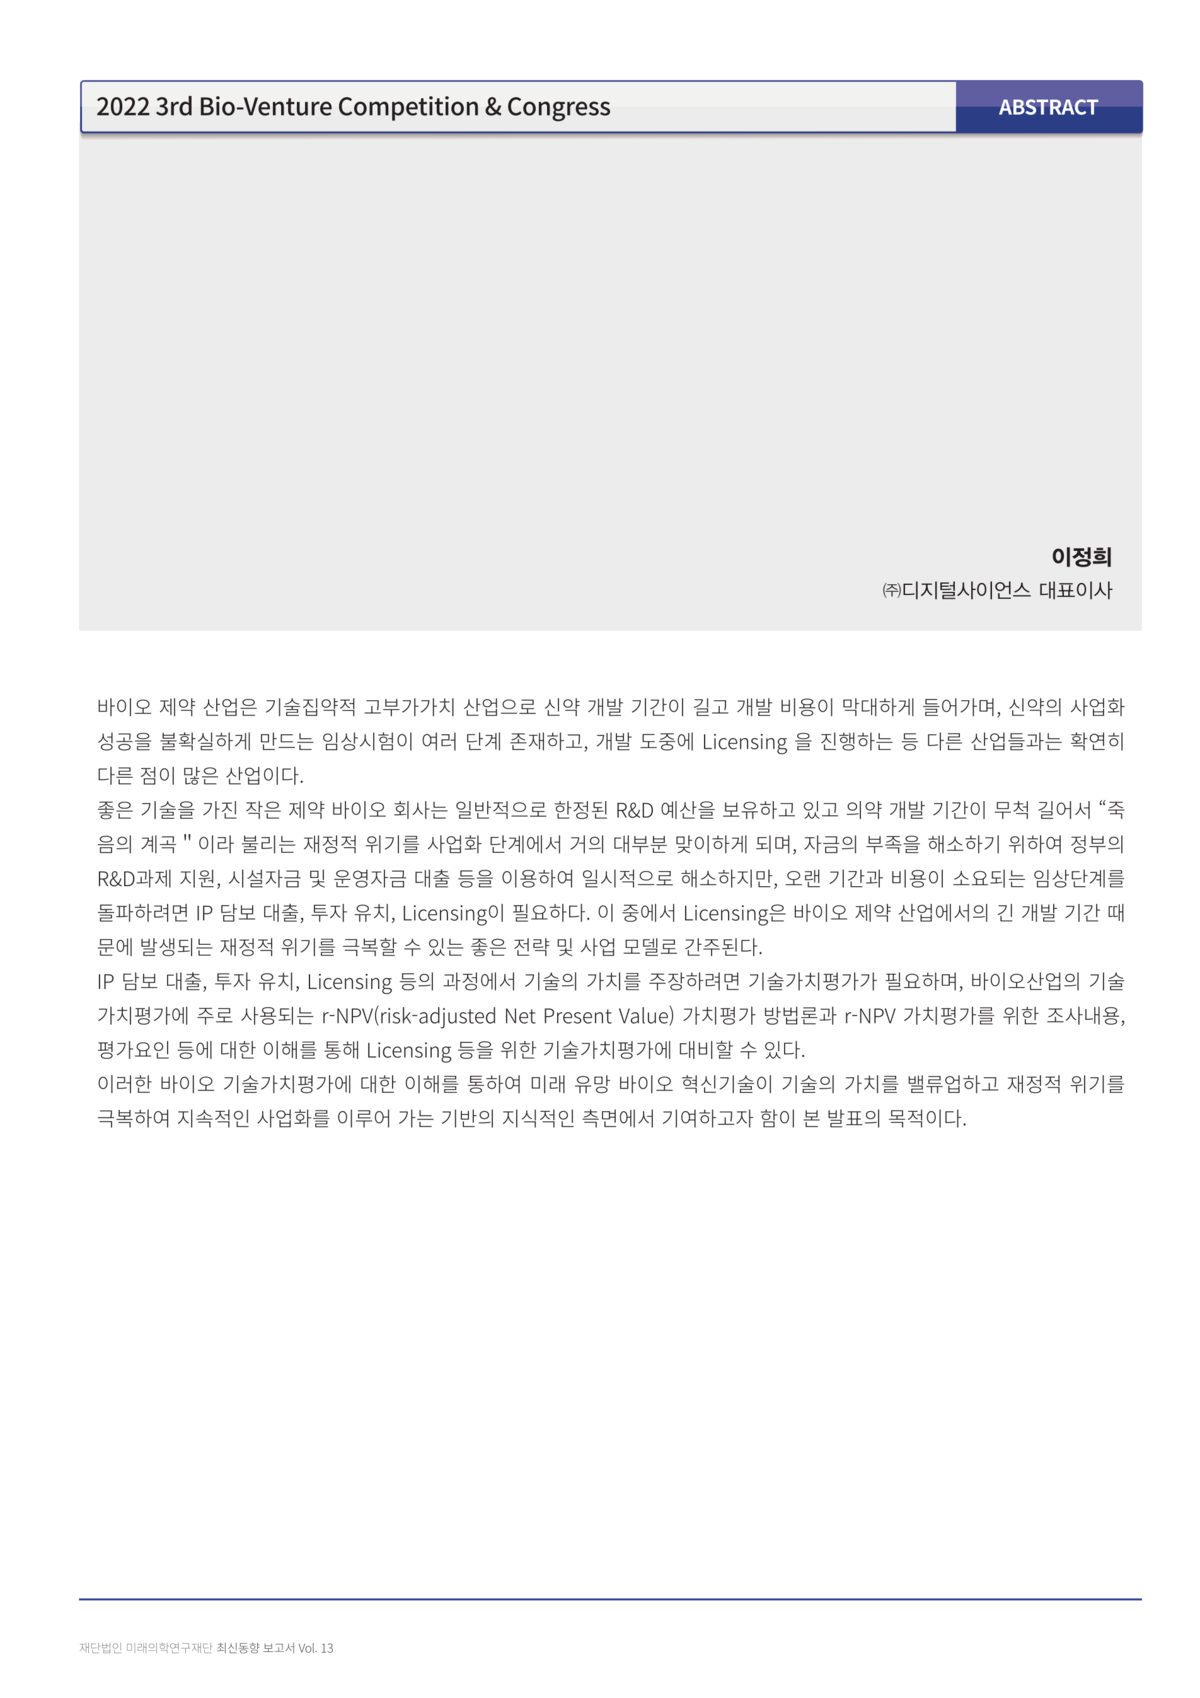 2022 3rd Bio-Venture Competition & Congress
ABSTRACT
이정희
㈜디지털사이언스 대표이사
바이오 제약 산업은 기술집약적 고부가가치 산업으로 신약 개발 기간이 길고 개발 비용이 막대하게 들어가며, 신약의 사업화
성공을 불확실하게 만드는 임상시험이 여러 단계 존재하고, 개발 도중에 Licensing 을 진행하는 등 다른 산업들과는 확연히
다른 점이 많은 산업이다.
좋은 기술을 가진 작은 제약 바이오 회사는 일반적으로 한정된 R&D 예산을 보유하고 있고 의약 개발 기간이 무척 길어서 “죽
음의 계곡 " 이라 불리는 재정적 위기를 사업화 단계에서 거의 대부분 맞이하게 되며, 자금의 부족을 해소하기 위하여 정부의
R&D과제 지원, 시설자금 및 운영자금 대출 등을 이용하여 일시적으로 해소하지만, 오랜 기간과 비용이 소요되는 임상단계를
돌파하려면 IP 담보 대출, 투자 유치, Licensing이 필요하다. 이 중에서 Licensing은 바이오 제약 산업에서의 긴 개발 기간 때
문에 발생되는 재정적 위기를 극복할 수 있는 좋은 전략 및 사업 모델로 간주된다.
IP 담보 대출, 투자 유치, Licensing 등의 과정에서 기술의 가치를 주장하려면 기술가치평가가 필요하며, 바이오산업의 기술
가치평가에 주로 사용되는 r-NPV(risk-adjusted Net Present Value) 가치평가 방법론과 r-NPV 가치평가를 위한 조사내용,
평가요인 등에 대한 이해를 통해 Licensing 등을 위한 기술가치평가에 대비할 수 있다.
이러한 바이오 기술가치평가에 대한 이해를 통하여 미래 유망 바이오 혁신기술이 기술의 가치를 밸류업하고 재정적 위기를
극복하여 지속적인 사업화를 이루어 가는 기반의 지식적인 측면에서 기여하고자 함이 본 발표의 목적이다.
재단법인 미래의학연구재단 최신동향 보고서 Vol. 13